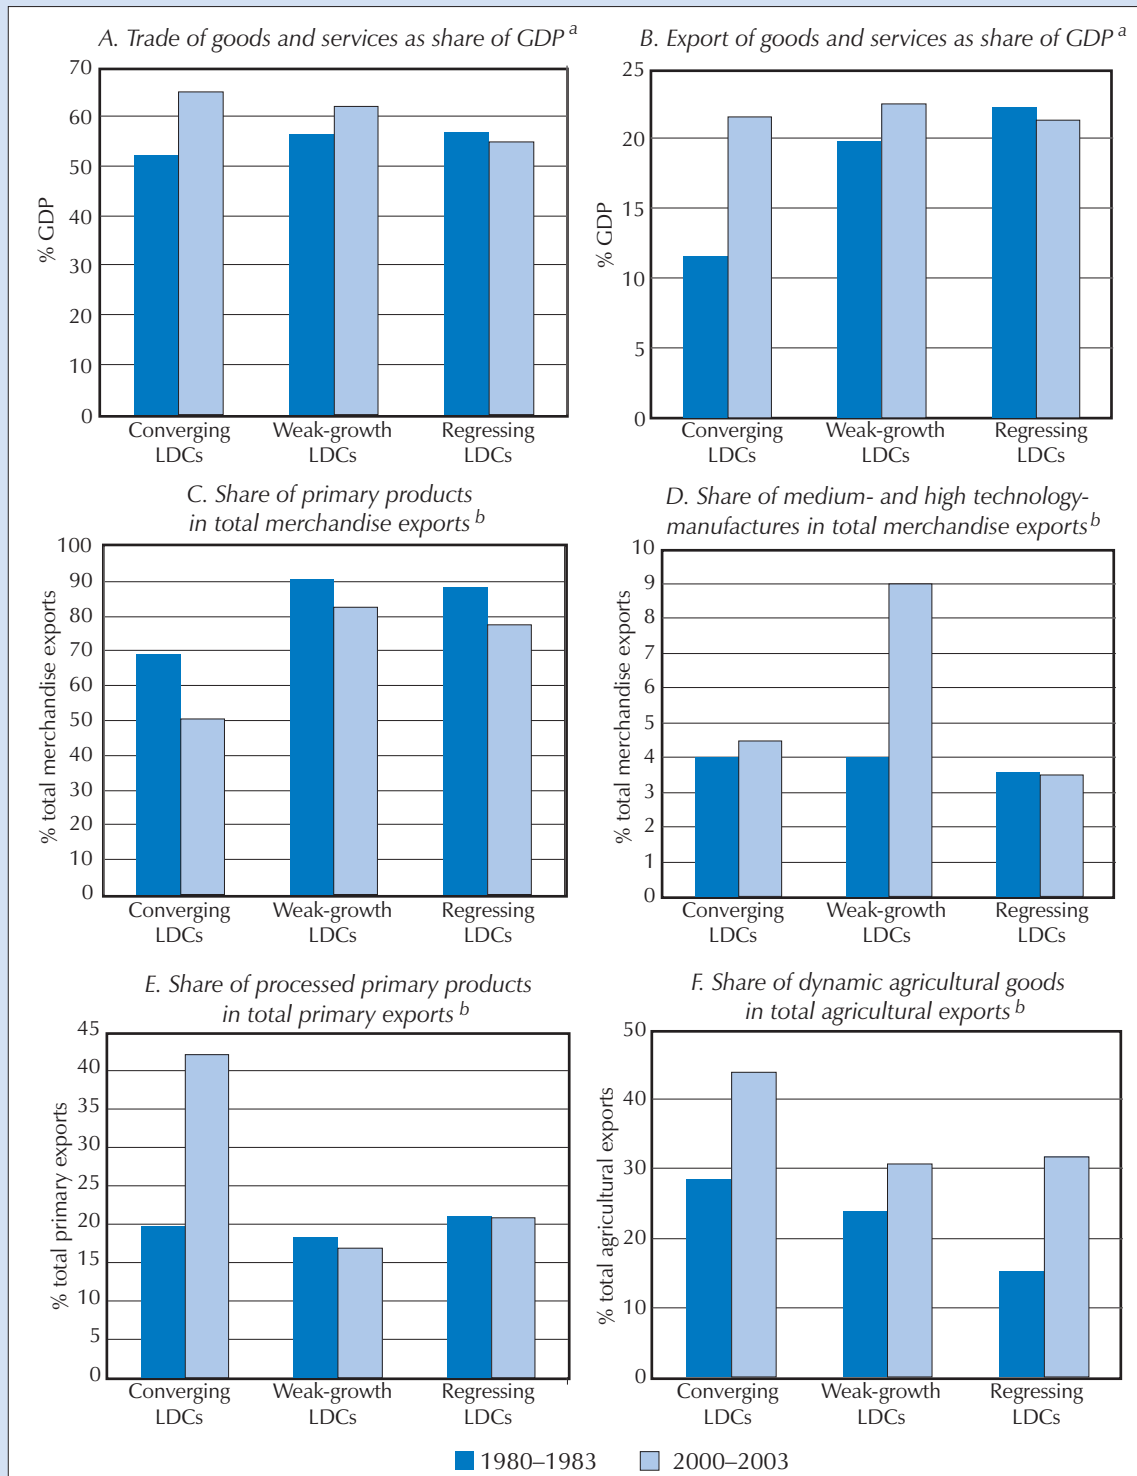 A. Trade of goods and services as share of GDP a
70
60
50
40
30
20
10
0
% GDP
Converging LDCs
Weak-growth LDCs
Regressing LDCs
B. Export of goods and services as share of GDP a
25
20
15
10
5
0
% GDP
Converging LDCs
Weak-growth LDCs
Regressing LDCs
C. Share of primary products
in total merchandise exports b
100
90
80
70
60
50
40
30
20
10
0
% total merchandise exports
Converging LDCs
Weak-growth LDCs
Regressing LDCs
D. Share of medium- and high technology-
manufactures in total merchandise exports b
10
9
8
7
6
5
4
3
2
1
0
% total merchandise exports
Converging LDCs
Weak-growth LDCs
Regressing LDCs
E. Share of processed primary products
in total primary exports b
45
40
35
30
25
20
15
10
5
0
% total primary exports
Converging LDCs
Weak-growth LDCs
Regressing LDCs
F. Share of dynamic agricultural goods
in total agricultural exports b
50
40
30
20
10
0
% total agricultural exports
Converging LDCs
Weak-growth LDCs
Regressing LDCs
1980–1983 2000–2003